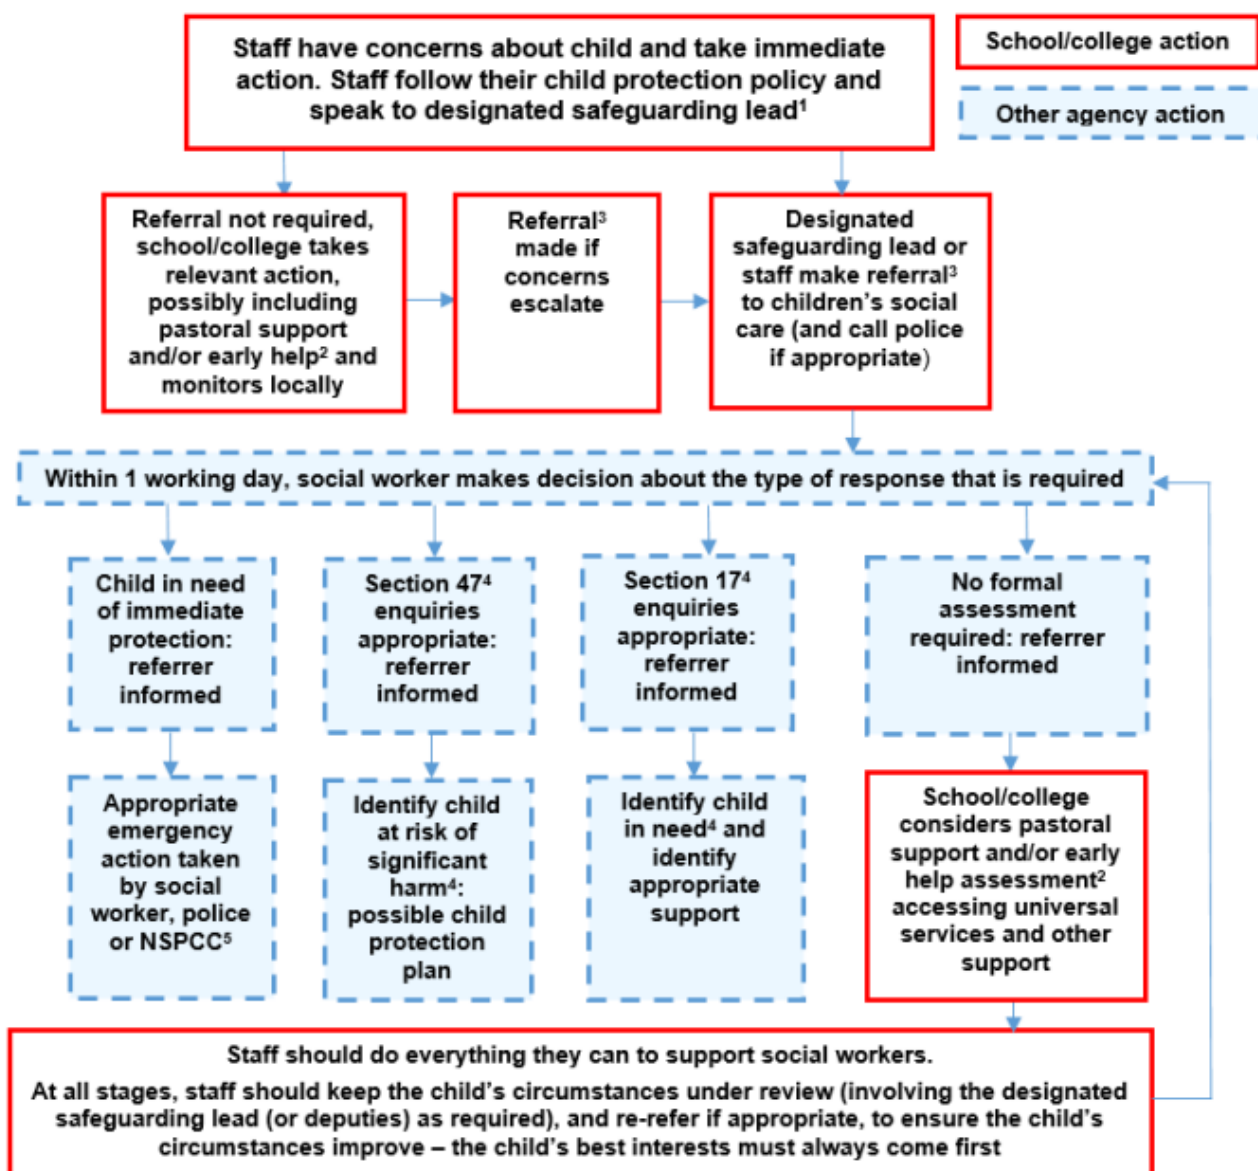 Staff have concerns about child and take immediate
action. Staff follow their child protection policy and
speak to designated safeguarding lead¹
School/college action
Other agency action
Referral not required,
school/college takes
relevant action,
possibly including
pastoral support
and/or early help² and
monitors locally
Referral³
made if
concerns
escalate
Designated
safeguarding lead or
staff make referral³
to children’s social
care (and call police
if appropriate)
Within 1 working day, social worker makes decision about the type of response that is required
Child in need
of immediate
protection:
referrer
informed
Section 47⁴
enquiries
appropriate:
referrer
informed
Section 17⁴
enquiries
appropriate:
referrer
informed
No formal
assessment
required: referrer
informed
Appropriate
emergency
action taken
by social
worker, police
or NSPCC⁵
Identify child
at risk of
significant
harm⁴:
possible child
protection
plan
Identify child
in need⁴ and
identify
appropriate
support
School/college
considers pastoral
support and/or early
help assessment²
accessing universal
services and other
support
Staff should do everything they can to support social workers.
At all stages, staff should keep the child’s circumstances under review (involving the designated
safeguarding lead (or deputies) as required), and re-refer if appropriate, to ensure the child’s
circumstances improve – the child’s best interests must always come first